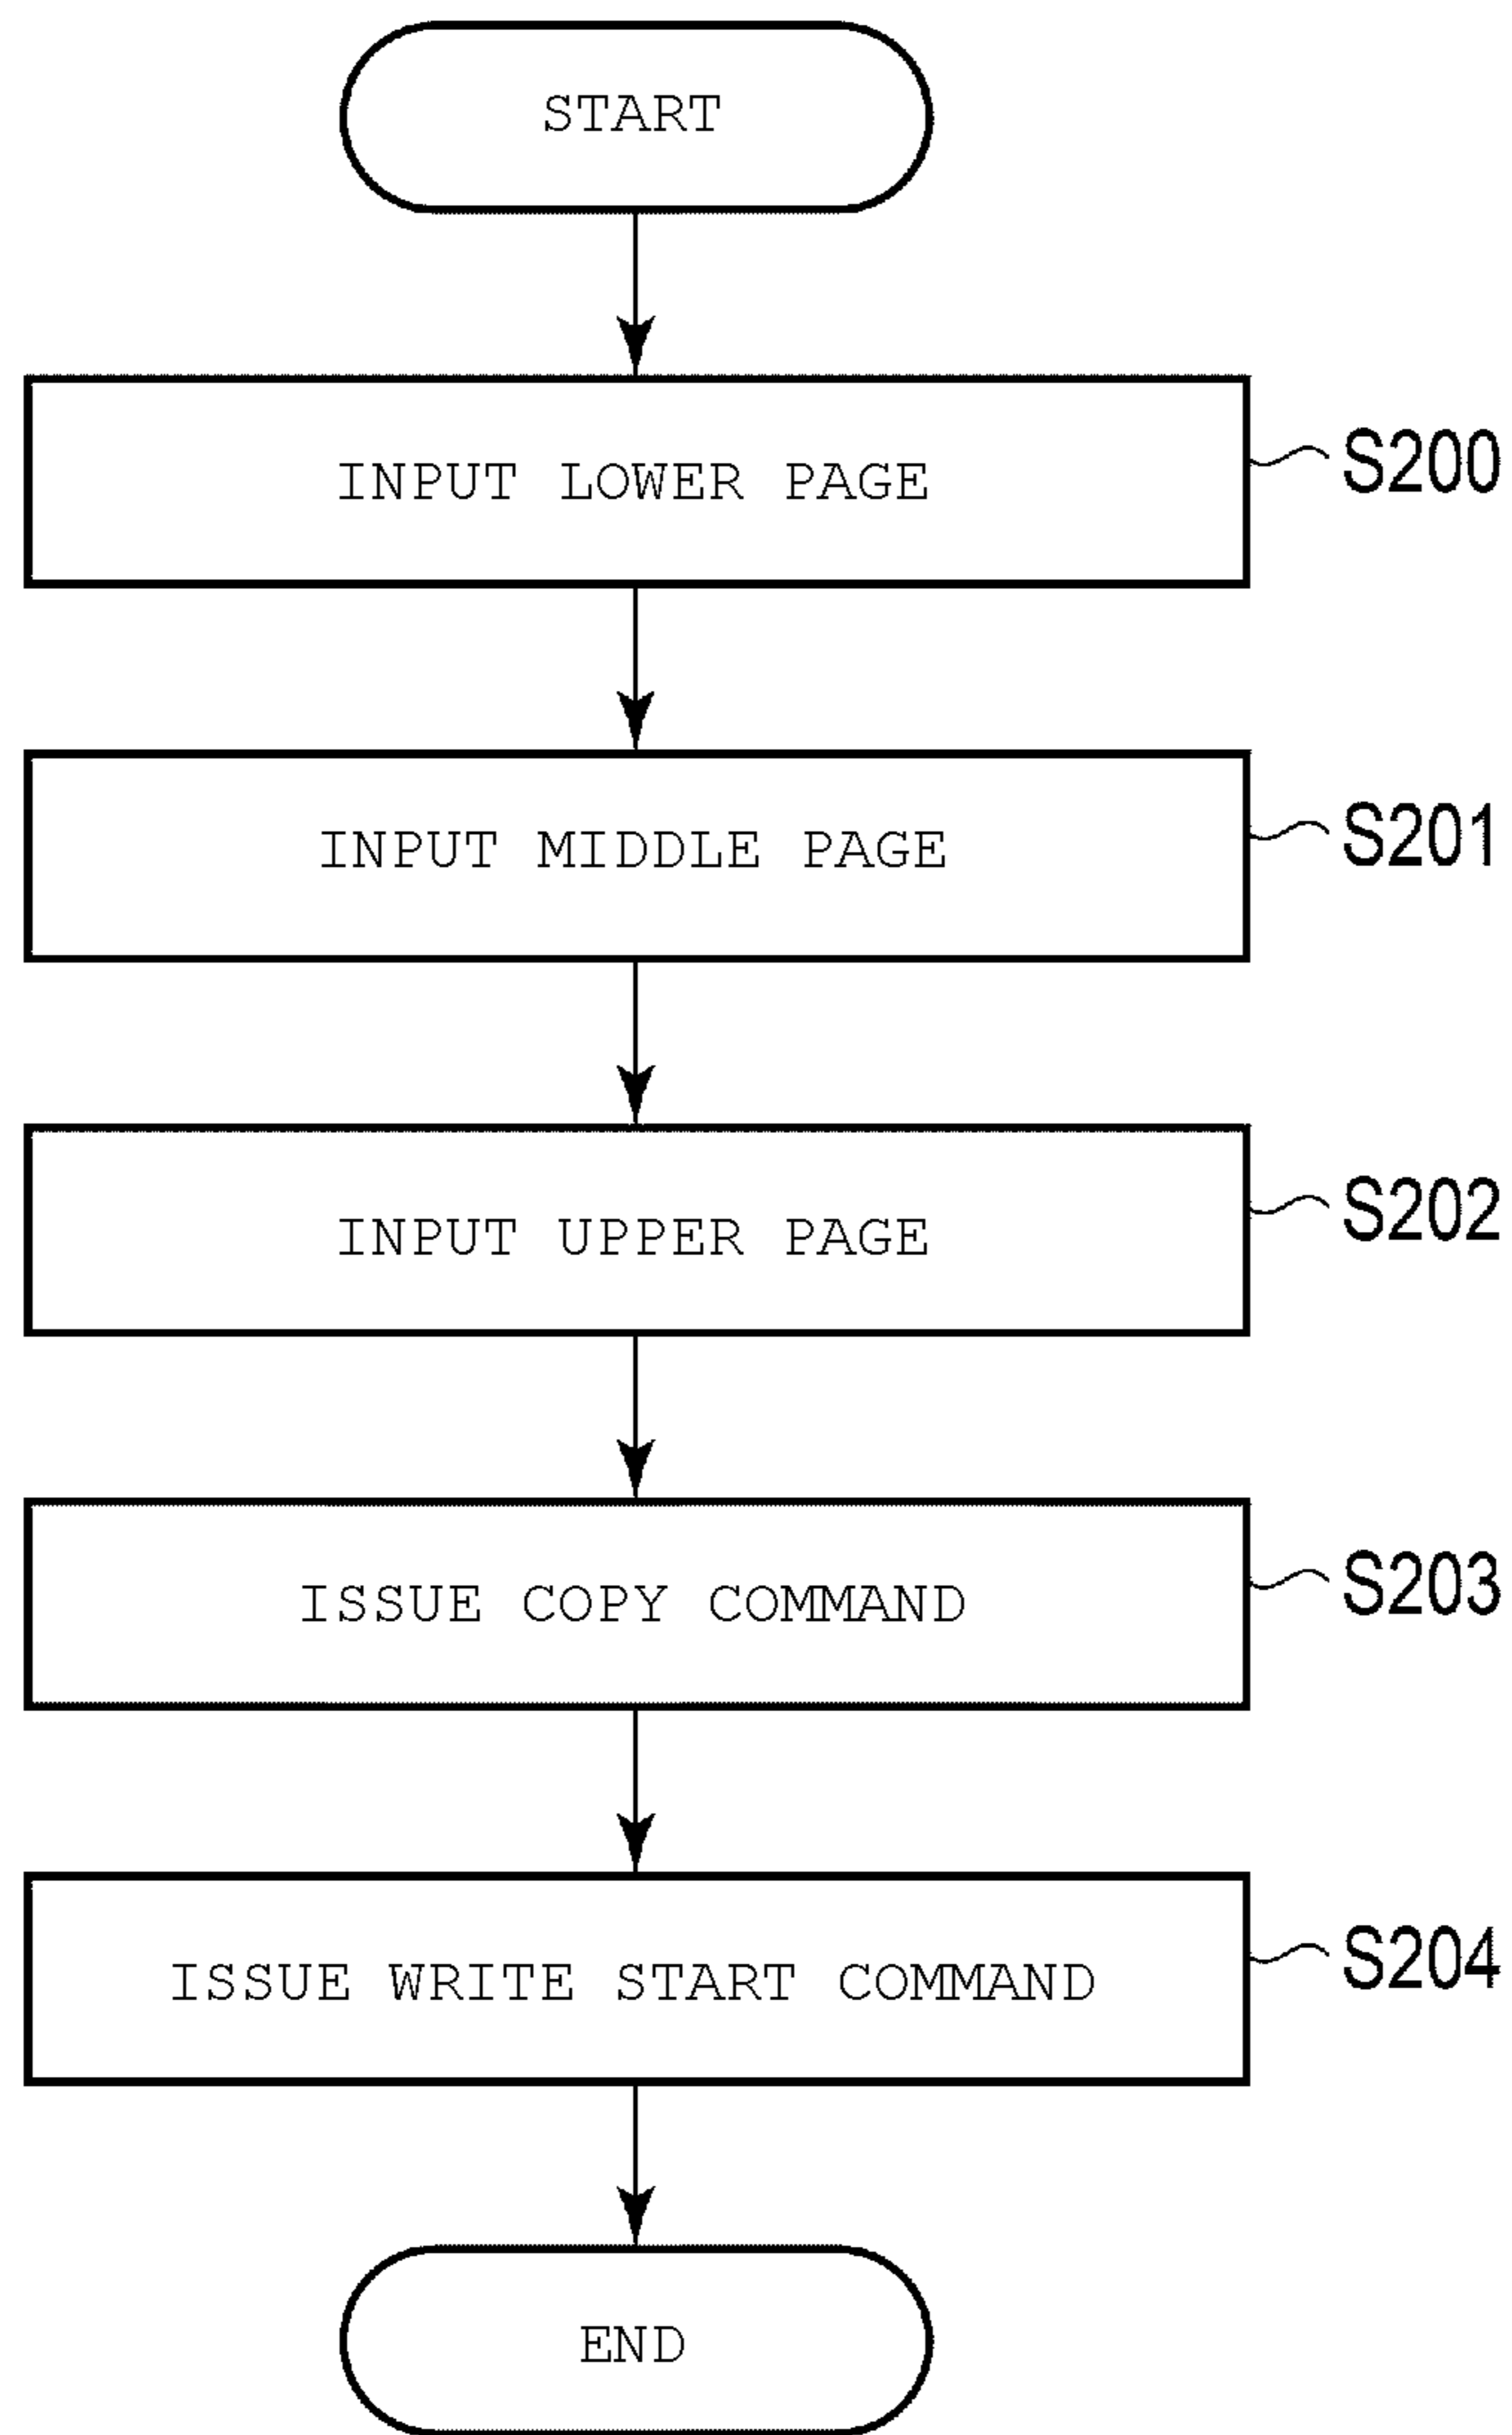 START
INPUT LOWER PAGE
S200
INPUT MIDDLE PAGE
S201
INPUT UPPER PAGE
S202
ISSUE COPY COMMAND
S203
ISSUE WRITE START COMMAND
S204
END